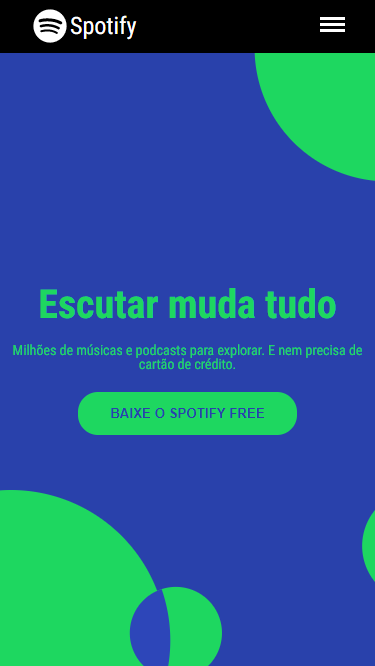 Spotify
Escutar muda tudo
Milhões de músicas e podcasts para explorar. E nem precisa de
cartão de crédito.
BAIXE O SPOTIFY FREE